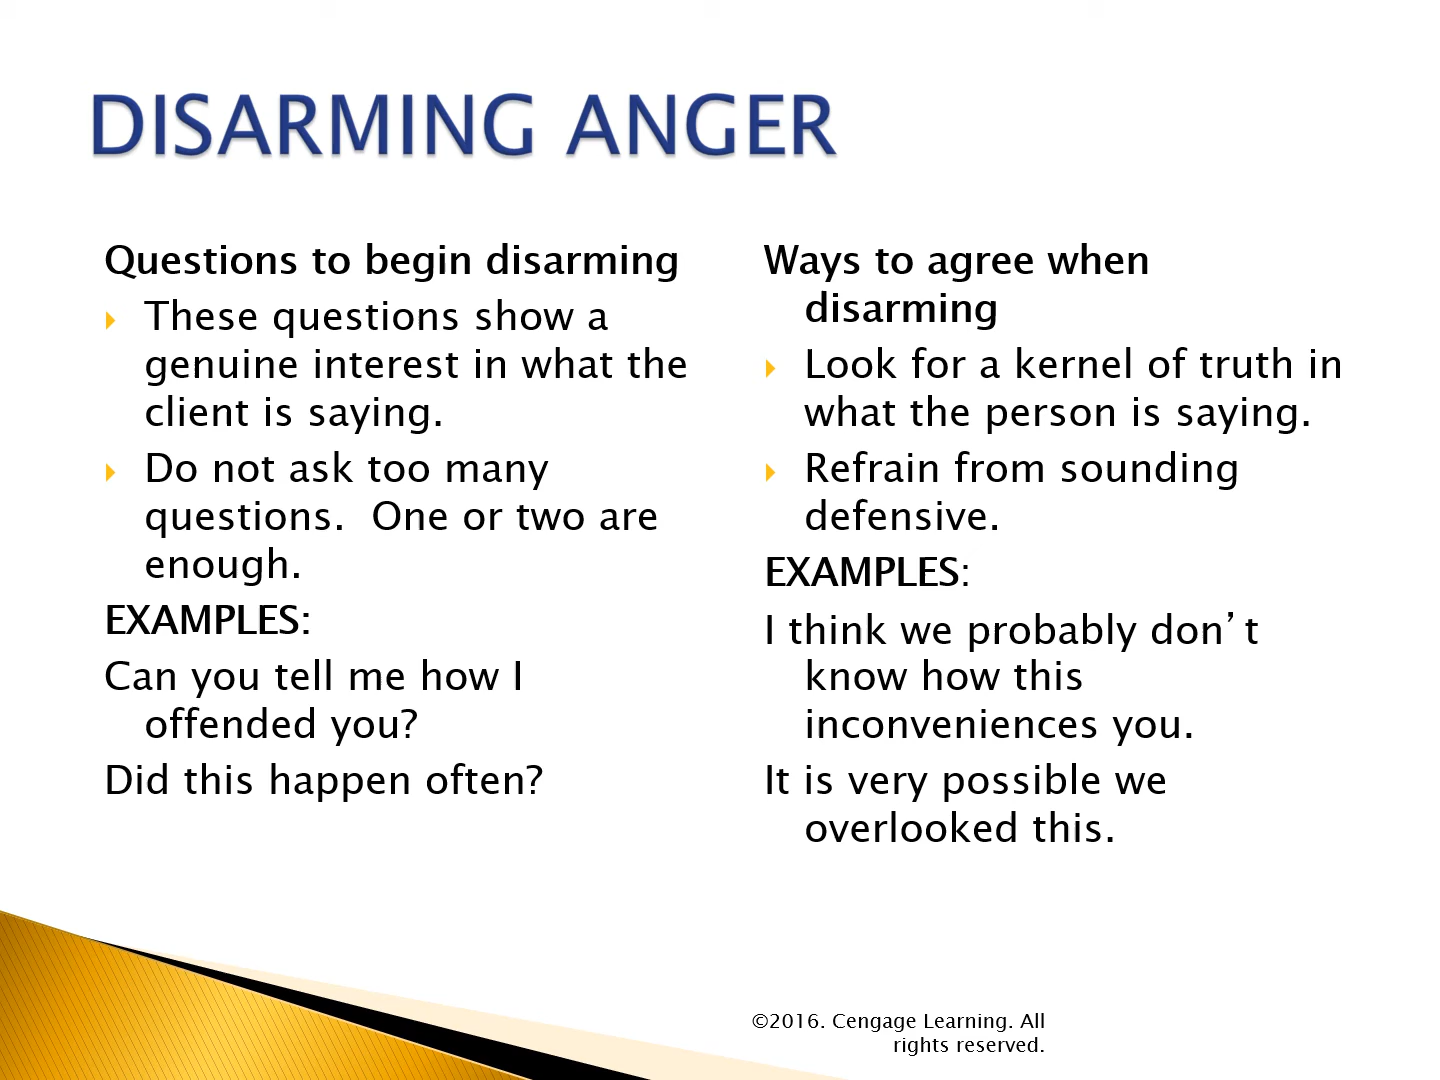 DISARMING ANGER
Questions to begin disarming
These questions show a
genuine interest in what the
client is saying.
Do not ask too many
questions.  One or two are
enough.
EXAMPLES:
Can you tell me how I
offended you?
Did this happen often?
Ways to agree when
disarming
Look for a kernel of truth in
what the person is saying.
Refrain from sounding
defensive.
EXAMPLES:
I think we probably don’t
know how this
inconveniences you.
It is very possible we
overlooked this.
©2016. Cengage Learning. All
rights reserved.